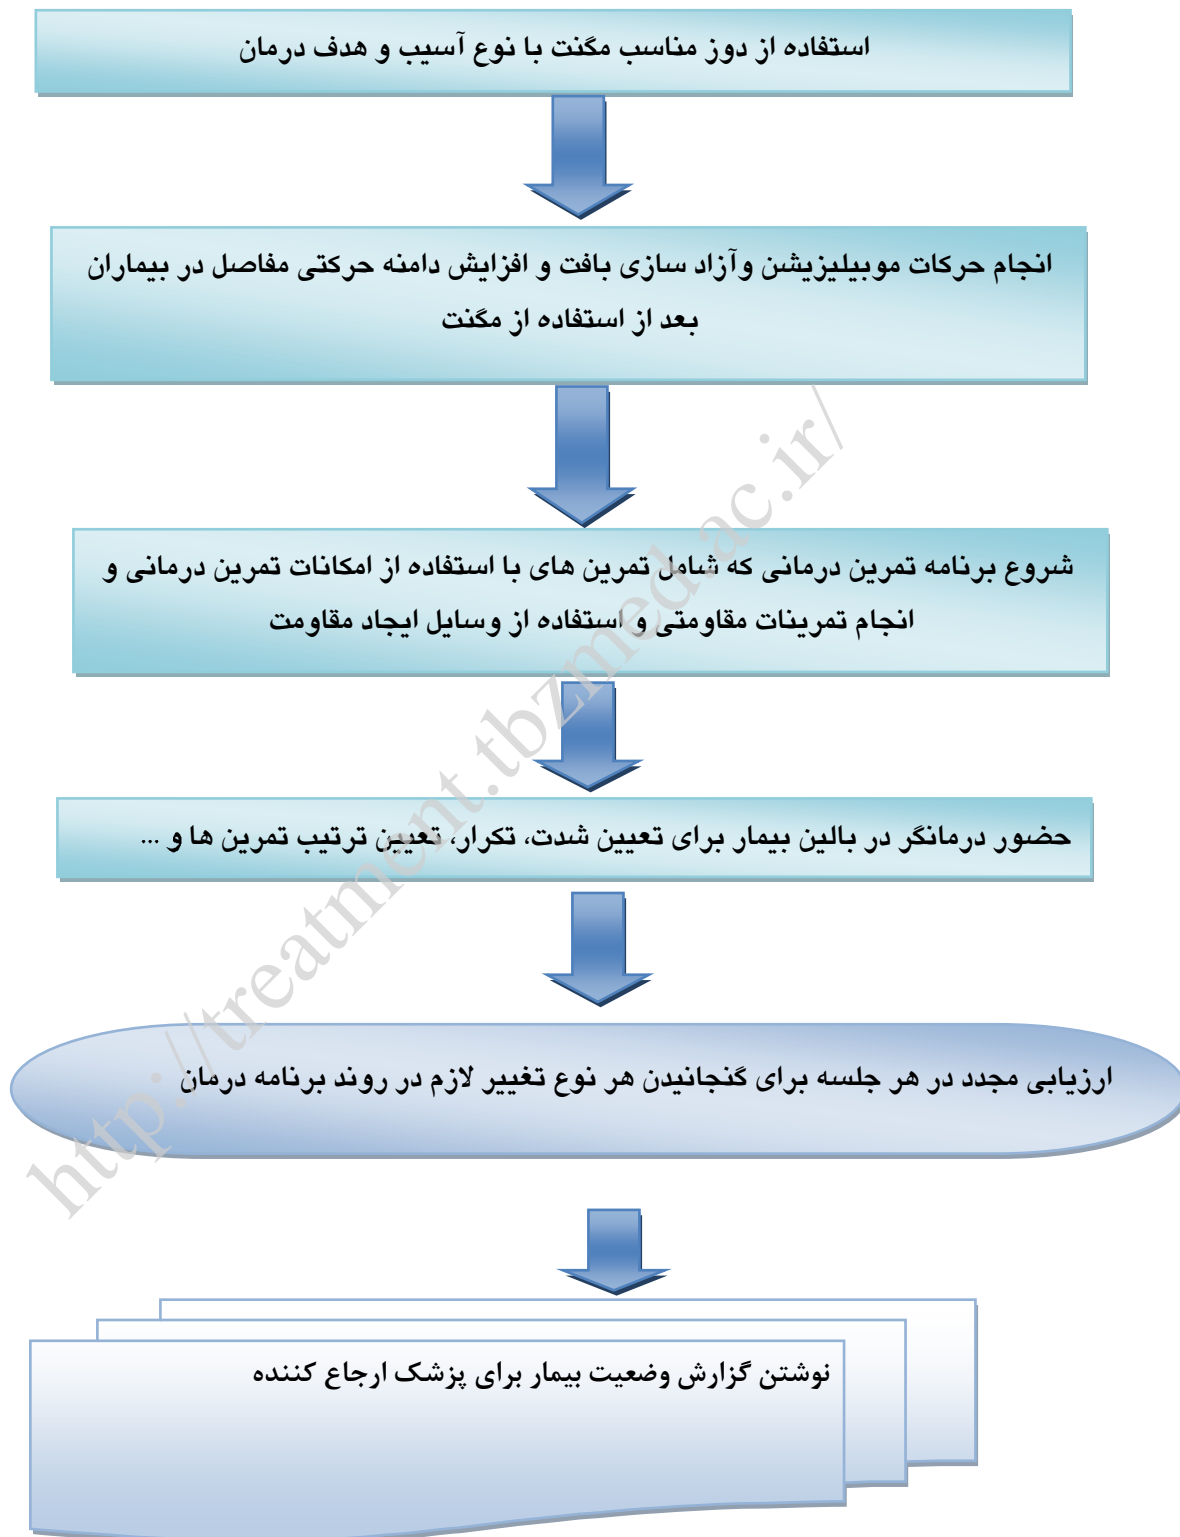 استفاده از دوز مناسب مگنت با نوع آسیب و هدف درمان
انجام حرکات موبیلیزیشن وآزاد سازی بافت و افزایش دامنه حرکتی مفاصل در بیماران
بعد از استفاده از مگنت
شروع برنامه تمرین درمانی که شامل تمرین های با استفاده از امکانات تمرین درمانی و
انجام تمرینات مقاومتی و استفاده از وسایل ایجاد مقاومت
حضور درمانگر در بالین بیمار برای تعیین شدت، تکرار، تعیین ترتیب تمرین ها و ...
ارزیابی مجدد در هر جلسه برای گنجانیدن هر نوع تغییر لازم در روند برنامه درمان
نوشتن گزارش وضعیت بیمار برای پزشک ارجاع کننده
http://treatment.tbzmed.ac.ir/